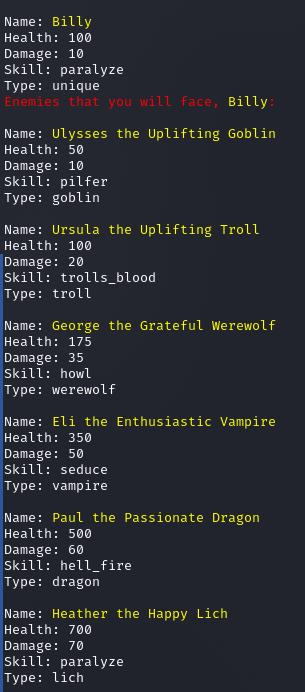 Name: Billy
Health: 100
Damage: 10
Skill: paralyze
Type: unique
Enemies that you will face, Billy:
Name: Ulysses the Uplifting Goblin
Health: 50
Damage: 10
Skill: pilfer
Type: goblin
Name: Ursula the Uplifting Troll
Health: 100
Damage: 20
Skill: trolls_blood
Type: troll
Name: George the Grateful Werewolf
Health: 175
Damage: 35
Skill: howl
Type: werewolf
Name: Eli the Enthusiastic Vampire
Health: 350
Damage: 50
Skill: seduce
Type: vampire
Name: Paul the Passionate Dragon
Health: 500
Damage: 60
Skill: hell_fire
Type: dragon
Name: Heather the Happy Lich
Health: 700
Damage: 70
Skill: paralyze
Type: lich